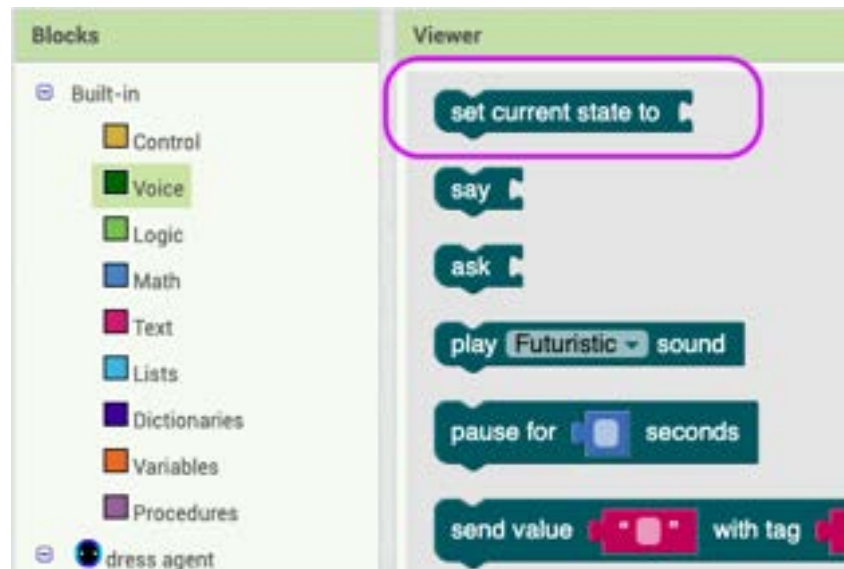 Blocks
Built-in
Control
Voice
Logic
Math
Text
Lists
Dictionaries
Variables
Procedures
dress agent
Viewer
set current state to
say
ask
play Futuristic sound
pause for seconds
send value " " with tag